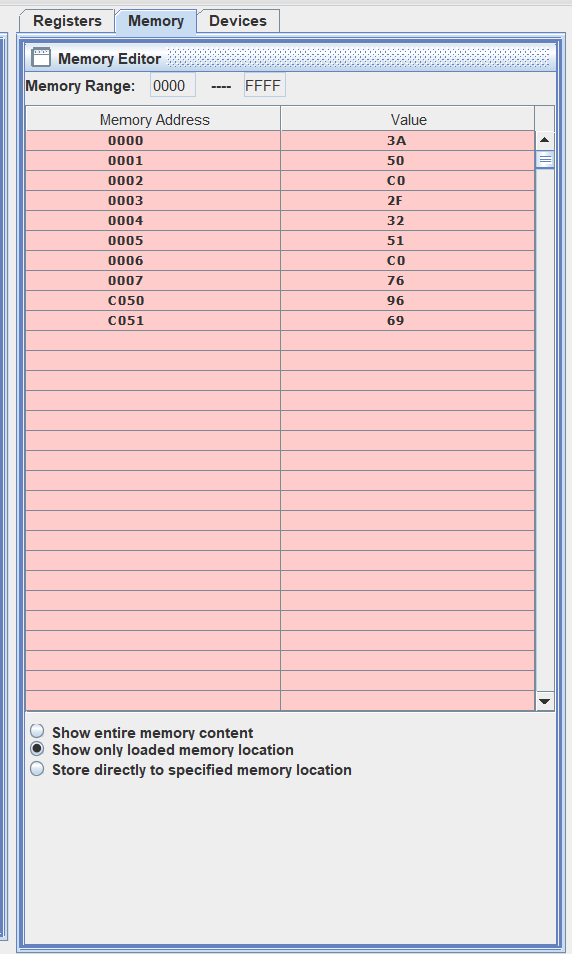 Registers Memory Devices
Memory Editor
Memory Range: 0000 ---- FFFF
Memory Address Value
0000 3A
0001 50
0002 C0
0003 2F
0004 32
0005 51
0006 C0
0007 76
C050 96
C051 69
Show entire memory content
Show only loaded memory location
Store directly to specified memory location